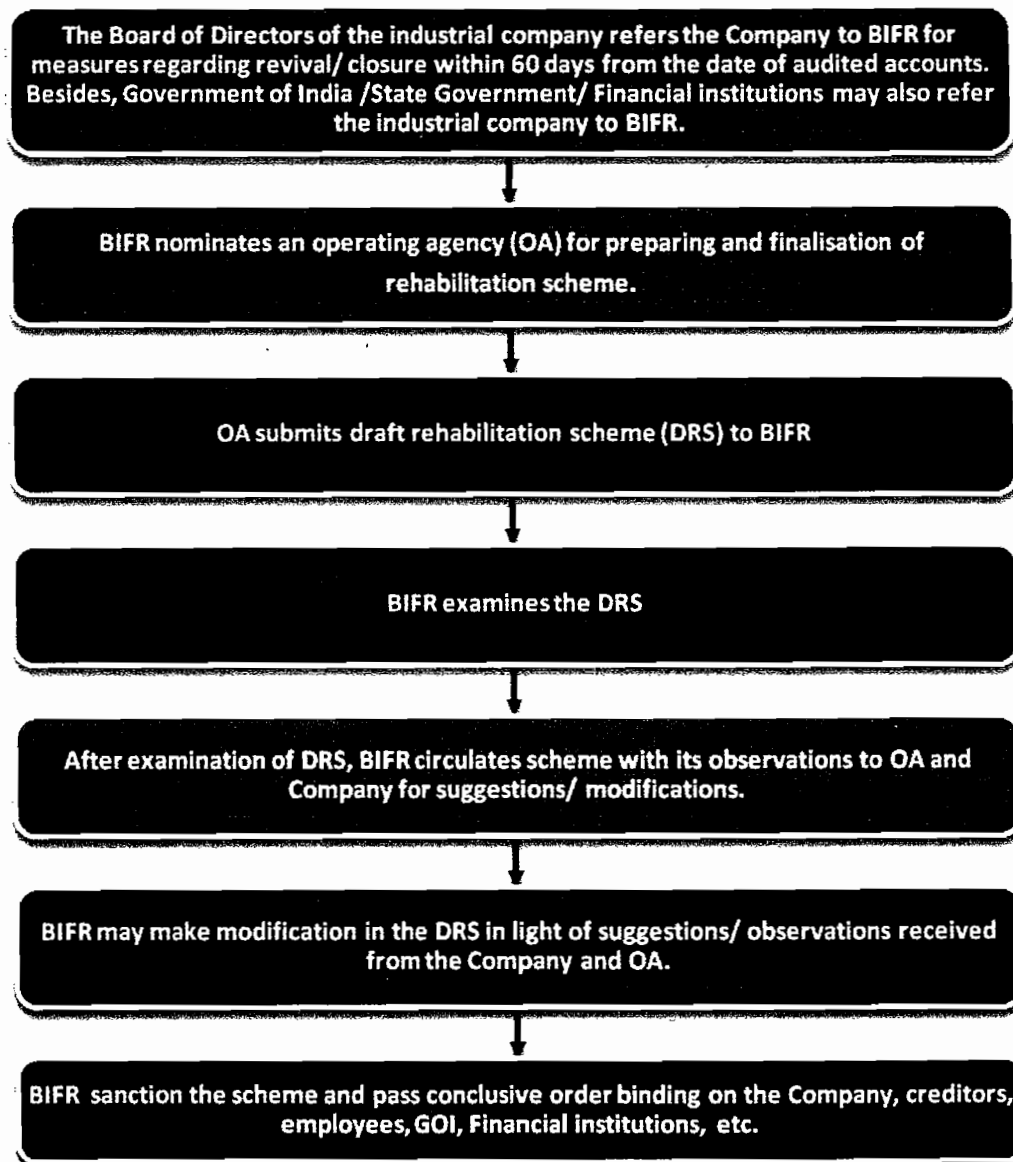 The Board of Directors of the industrial company refers the Company to BIFR for
measures regarding revival/ closure within 60 days from the date of audited accounts.
Besides, Government of India /State Government/ Financial institutions may also refer
the industrial company to BIFR.
BIFR nominates an operating agency (OA) for preparing and finalisation of
rehabilitation scheme.
OA submits draft rehabilitation scheme (DRS) to BIFR
BIFR examines the DRS
After examination of DRS, BIFR circulates scheme with its observations to OA and
Company for suggestions/ modifications.
BIFR may make modification in the DRS in light of suggestions/ observations received
from the Company and OA.
BIFR sanction the scheme and pass conclusive order binding on the Company, creditors,
employees, GOI, Financial institutions, etc.